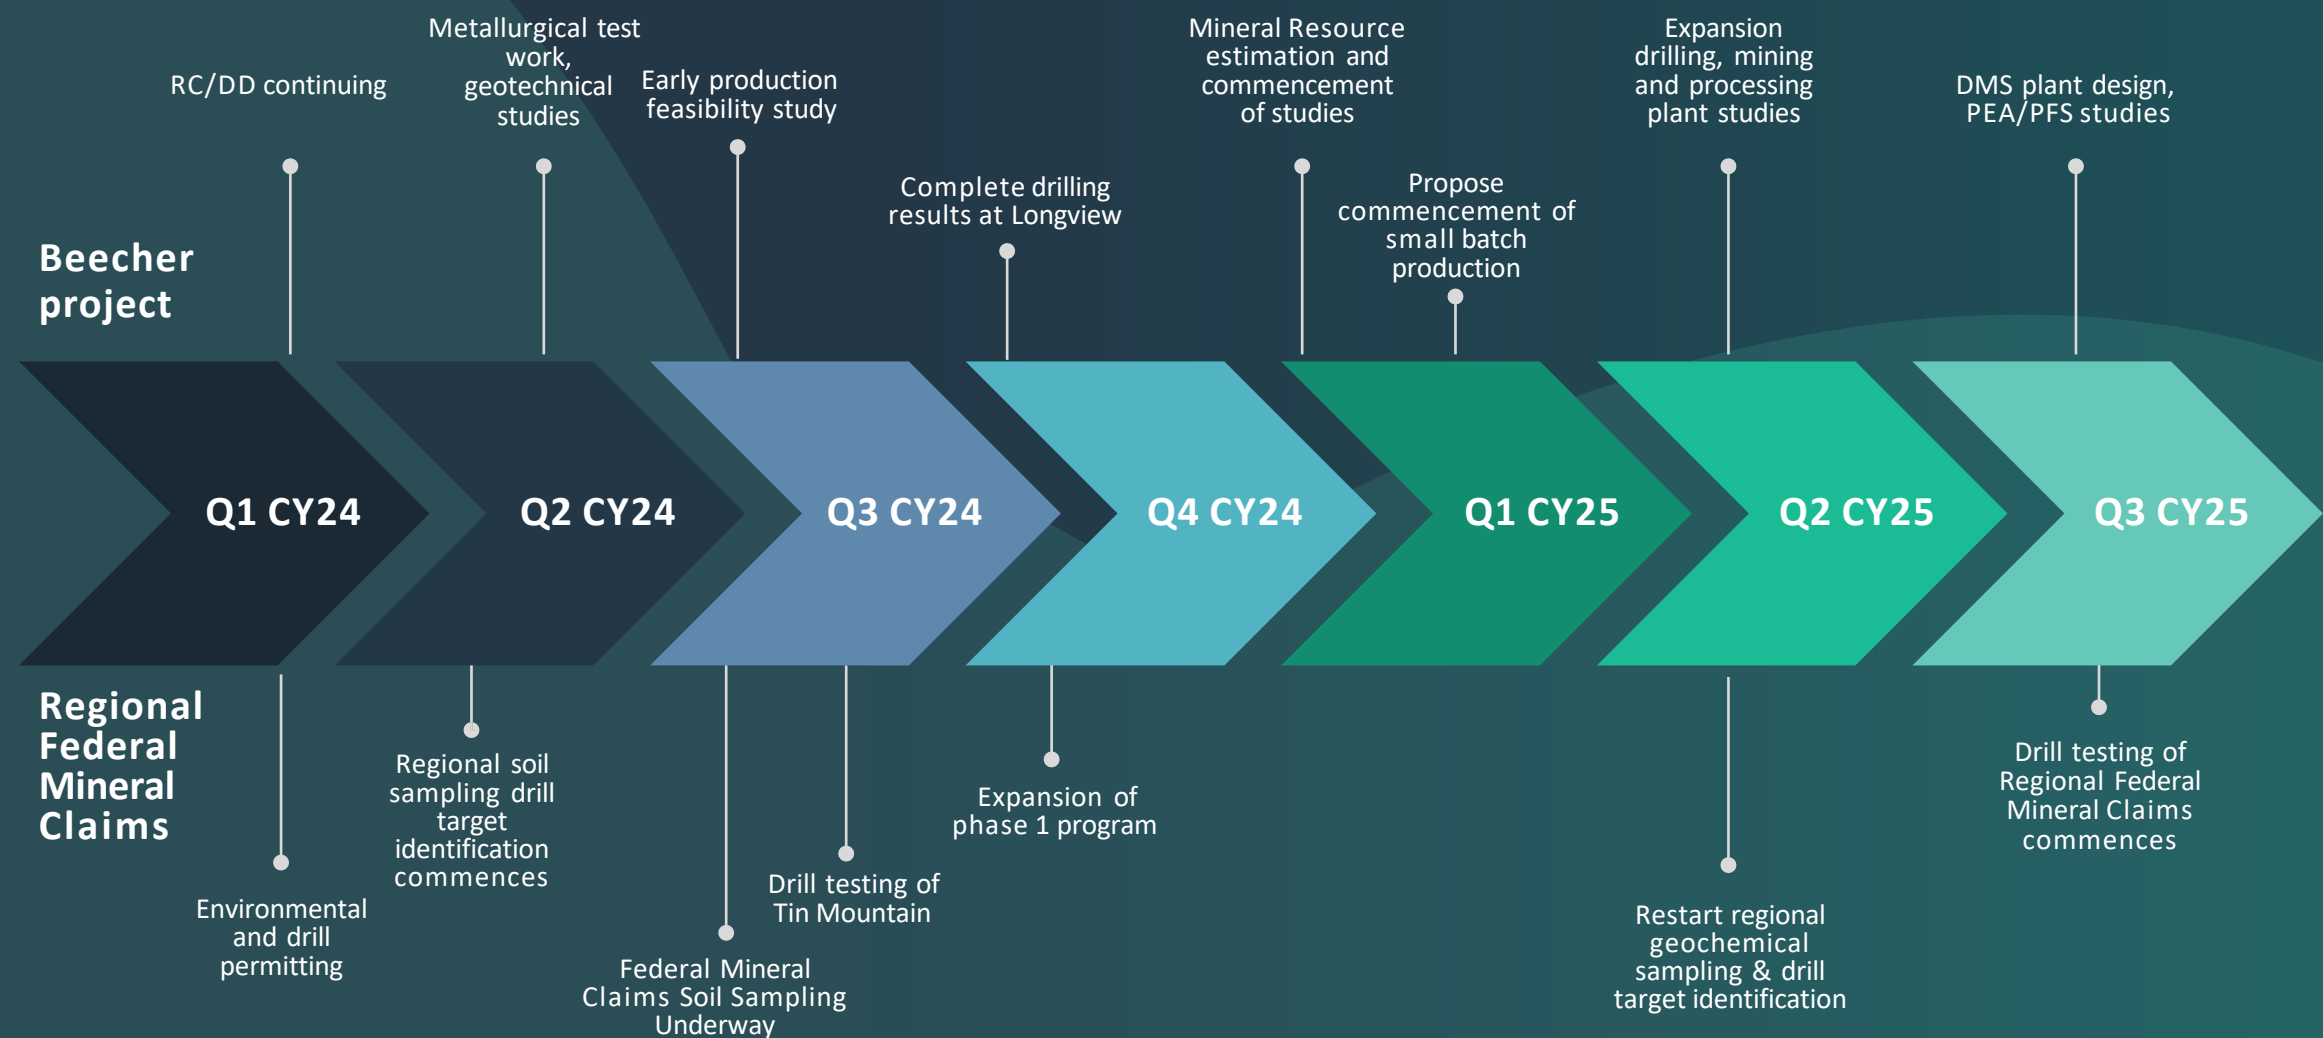 Metallurgical test
work,
geotechnical
studies
RC/DD continuing
Early production
feasibility study
Complete drilling
results at Longview
Mineral Resource
estimation and
commencement
of studies
Propose
commencement of
small batch
production
Expansion
drilling, mining
and processing
plant studies
DMS plant design,
PEA/PFS studies
Beecher
project
Q1 CY24
Q2 CY24
Q3 CY24
Q4 CY24
Q1 CY25
Q2 CY25
Q3 CY25
Regional
Federal
Mineral
Claims
Environmental
and drill
permitting
Regional soil
sampling drill
target
identification
commences
Federal Mineral
Claims Soil Sampling
Underway
Drill testing of
Tin Mountain
Expansion of
phase 1 program
Restart regional
geochemical
sampling & drill
target identification
Drill testing of
Regional Federal
Mineral Claims
commences